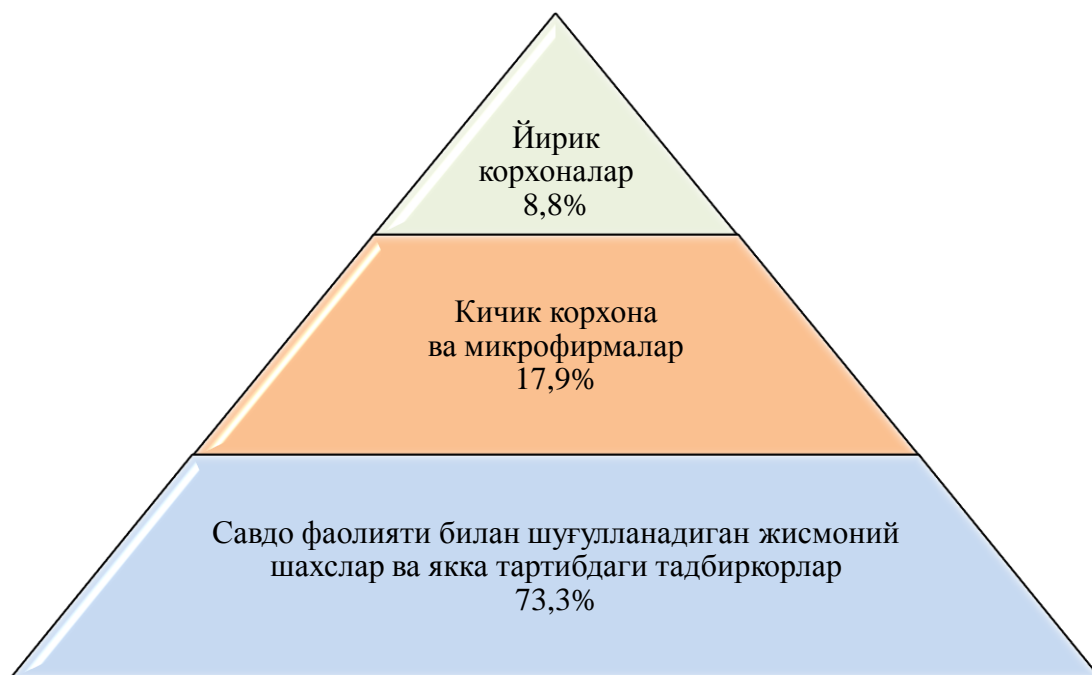 Йирик
корхоналар
8,8%
Кичик корхона
ва микрофирмалар
17,9%
Савдо фаолияти билан шуғулланадиган жисмоний
шахслар ва якка тартибдаги тадбиркорлар
73,3%